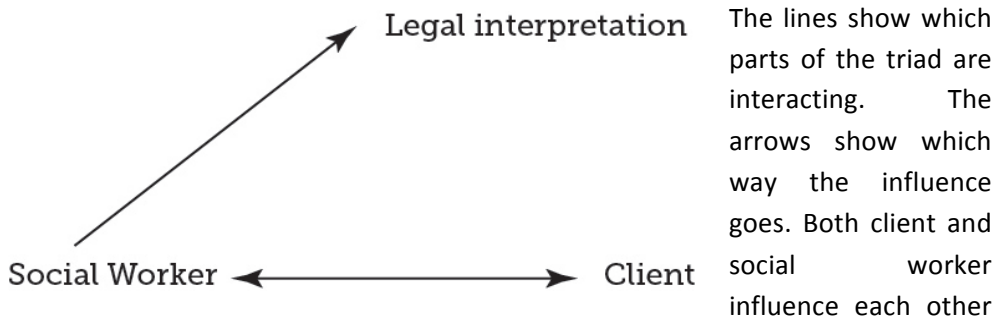 Legal interpretation
Social Worker
Client
The lines show which
parts of the triad are
interacting. The
arrows show which
way the influence
goes. Both client and
social worker
influence each other